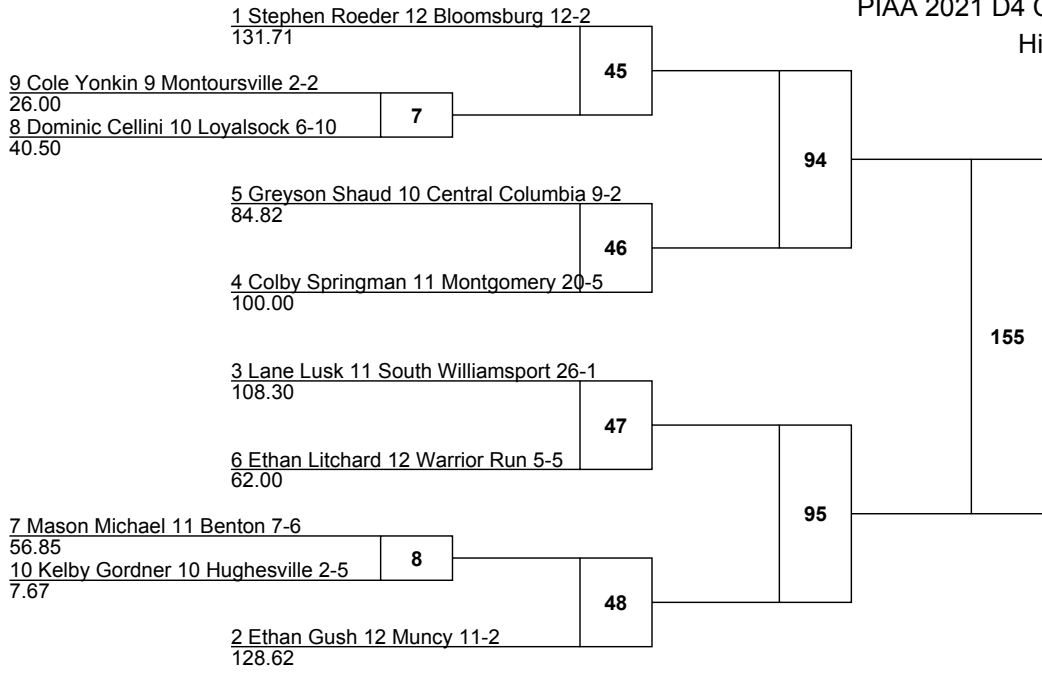 PIAA 2021 D4
Hi
1 Stephen Roeder 12 Bloomsburg 12-2
131.71
45
9 Cole Yonkin 9 Montoursville 2-2
26.00
7
8 Dominic Cellini 10 Loyalsock 6-10
40.50
94
5 Greyson Shaud 10 Central Columbia 9-2
84.82
46
4 Colby Springman 11 Montgomery 20-5
100.00
155
3 Lane Lusk 11 South Williamsport 26-1
108.30
47
6 Ethan Litchard 12 Warrior Run 5-5
62.00
95
7 Mason Michael 11 Benton 7-6
56.85
8
10 Kelby Gordner 10 Hughesville 2-5
7.67
48
2 Ethan Gush 12 Muncy 11-2
128.62